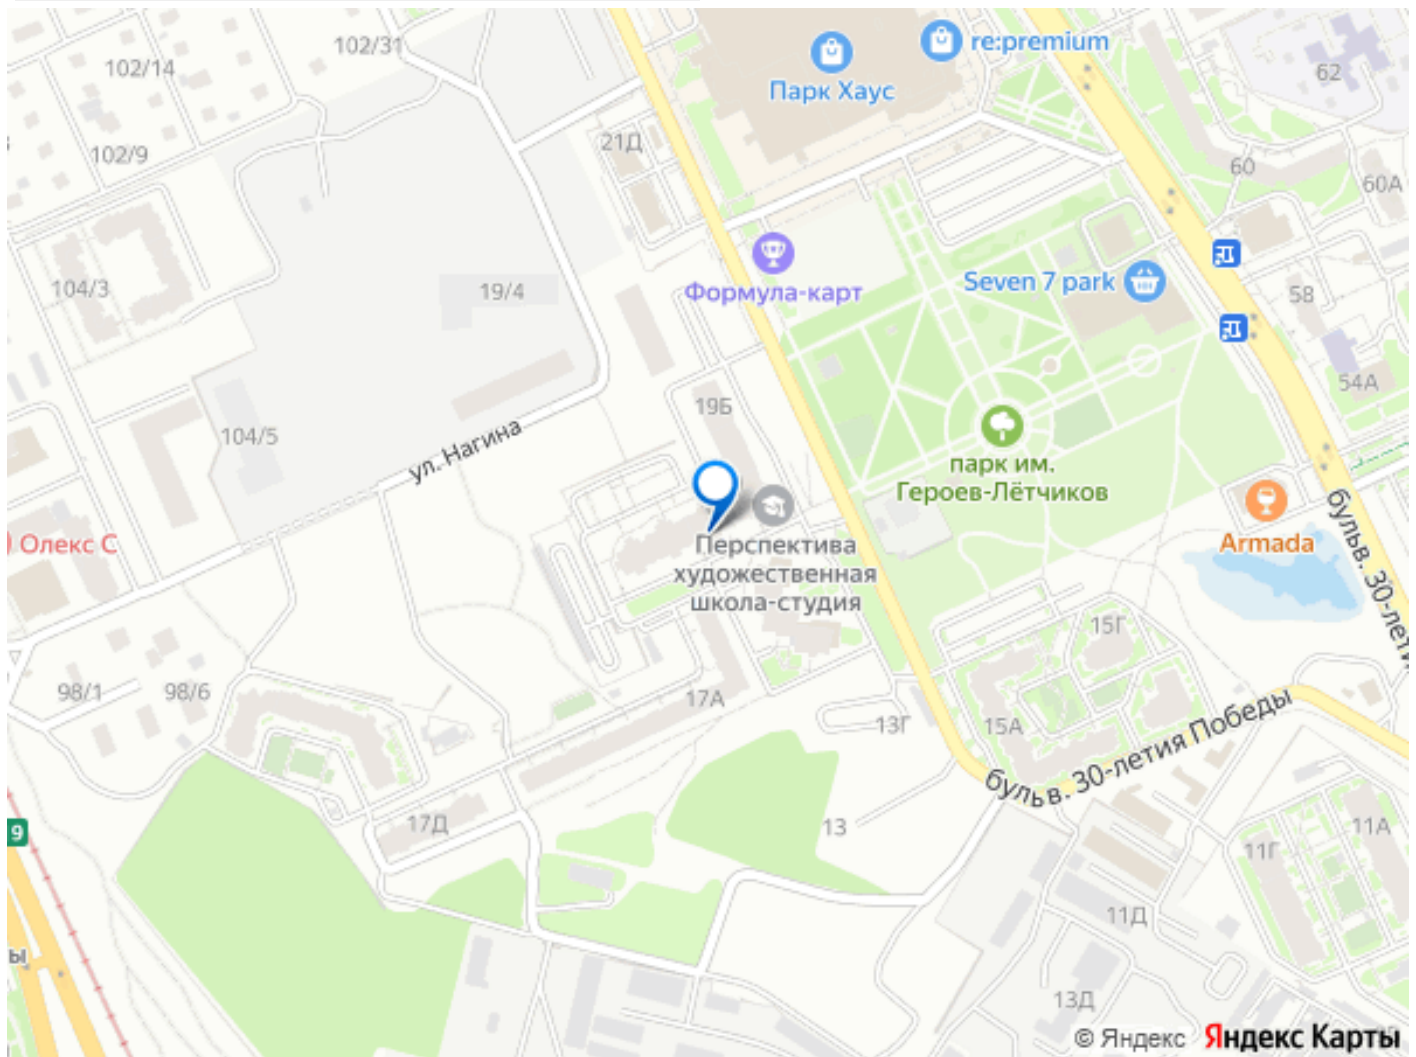 102/31
102/14
102/9
21Д
Парк Хаус
re:premium
62
60
60А
104/3
19/4
Формула-карт
Seven 7 park
58
54А
19Б
104/5
ул. Нагина
парк им.
Героев-Лётчиков
Armada
бульв. 30-лети
Олекс С
Перспектива
художественная
школа-студия
98/1
98/6
17А
13Г
15Г
15А
бульв. 30-летия Победы
17Д
13
9
11А
11Г
11Д
13Д
ы
© Яндекс Яндекс Карты